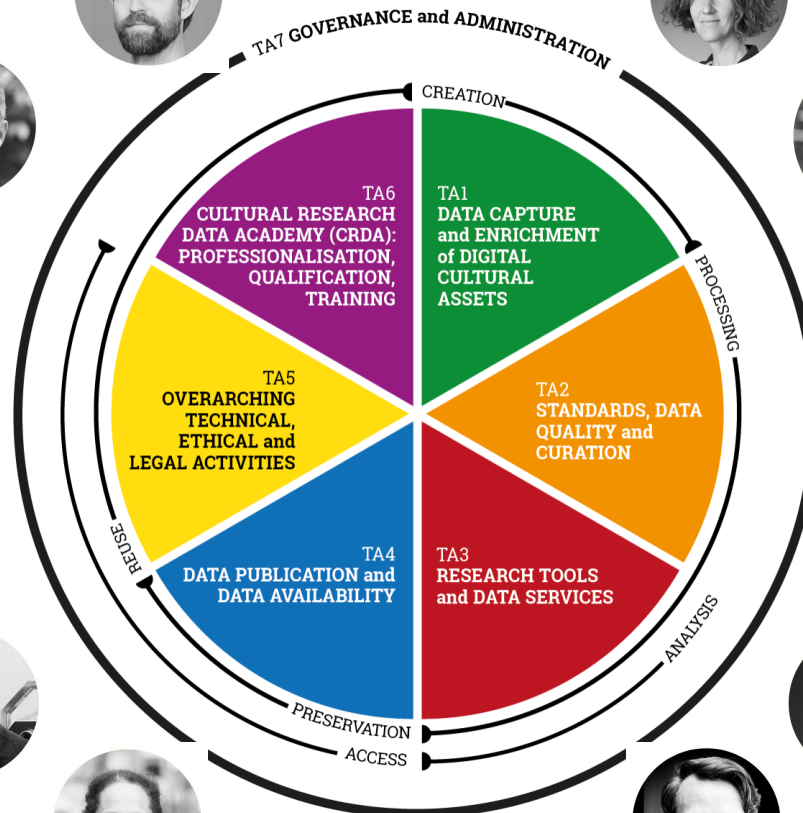 TA7 GOVERNANCE and ADMINISTRATION
CREATION
TA6
CULTURAL RESEARCH
DATA ACADEMY (CRDA):
PROFESSIONALISATION,
QUALIFICATION,
TRAINING
TA1
DATA CAPTURE
and ENRICHMENT
of DIGITAL
CULTURAL
ASSETS
PROCESSING
TA5
OVERARCHING
TECHNICAL,
ETHICAL and
LEGAL ACTIVITIES
TA2
STANDARDS, DATA
QUALITY and
CURATION
REUSE
TA4
DATA PUBLICATION and
DATA AVAILABILITY
TA3
RESEARCH TOOLS
and DATA SERVICES
ANALYSIS
PRESERVATION
ACCESS